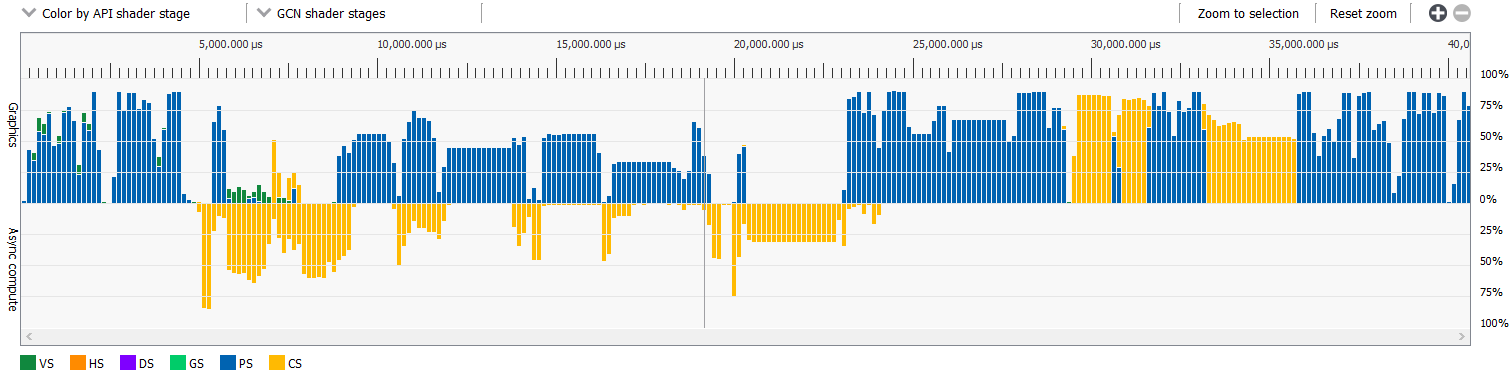 Color by API shader stage GCN shader stages Zoom to selection Reset zoom
5,000.000 µs 10,000.000 µs 15,000.000 µs 20,000.000 µs 25,000.000 µs 30,000.000 µs 35,000.000 µs 40,0
100%
75%
50%
25%
0%
25%
50%
75%
100%
Graphics
Async compute
VS HS DS GS PS CS